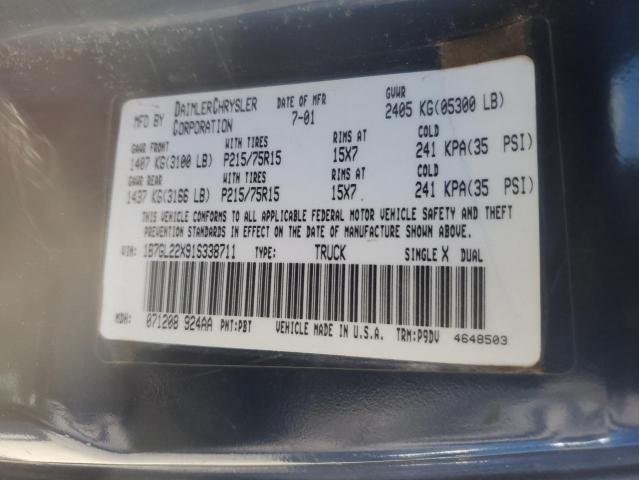 MFD BY DAIMLERCHRYSLER CORPORATION DATE OF MFR 7-01 GVWR 2405 KG(05300 LB)
GAWR FRONT WITH TIRES RIMS AT COLD
1407 KG(3100 LB) P215/75R15 15X7 241 KPA(35 PSI)
GAWR REAR WITH TIRES RIMS AT COLD
1437 KG(3166 LB) P215/75R15 15X7 241 KPA(35 PSI)
THIS VEHICLE CONFORMS TO ALL APPLICABLE FEDERAL MOTOR VEHICLE SAFETY AND THEFT
PREVENTION STANDARDS IN EFFECT ON THE DATE OF MANUFACTURE SHOWN ABOVE.
VIN: 1B7GL22X91S338711 TYPE: TRUCK SINGLE X DUAL
MDH: 071208 924AA PNT:PBT VEHICLE MADE IN U.S.A. TRM:P9DV 4648503